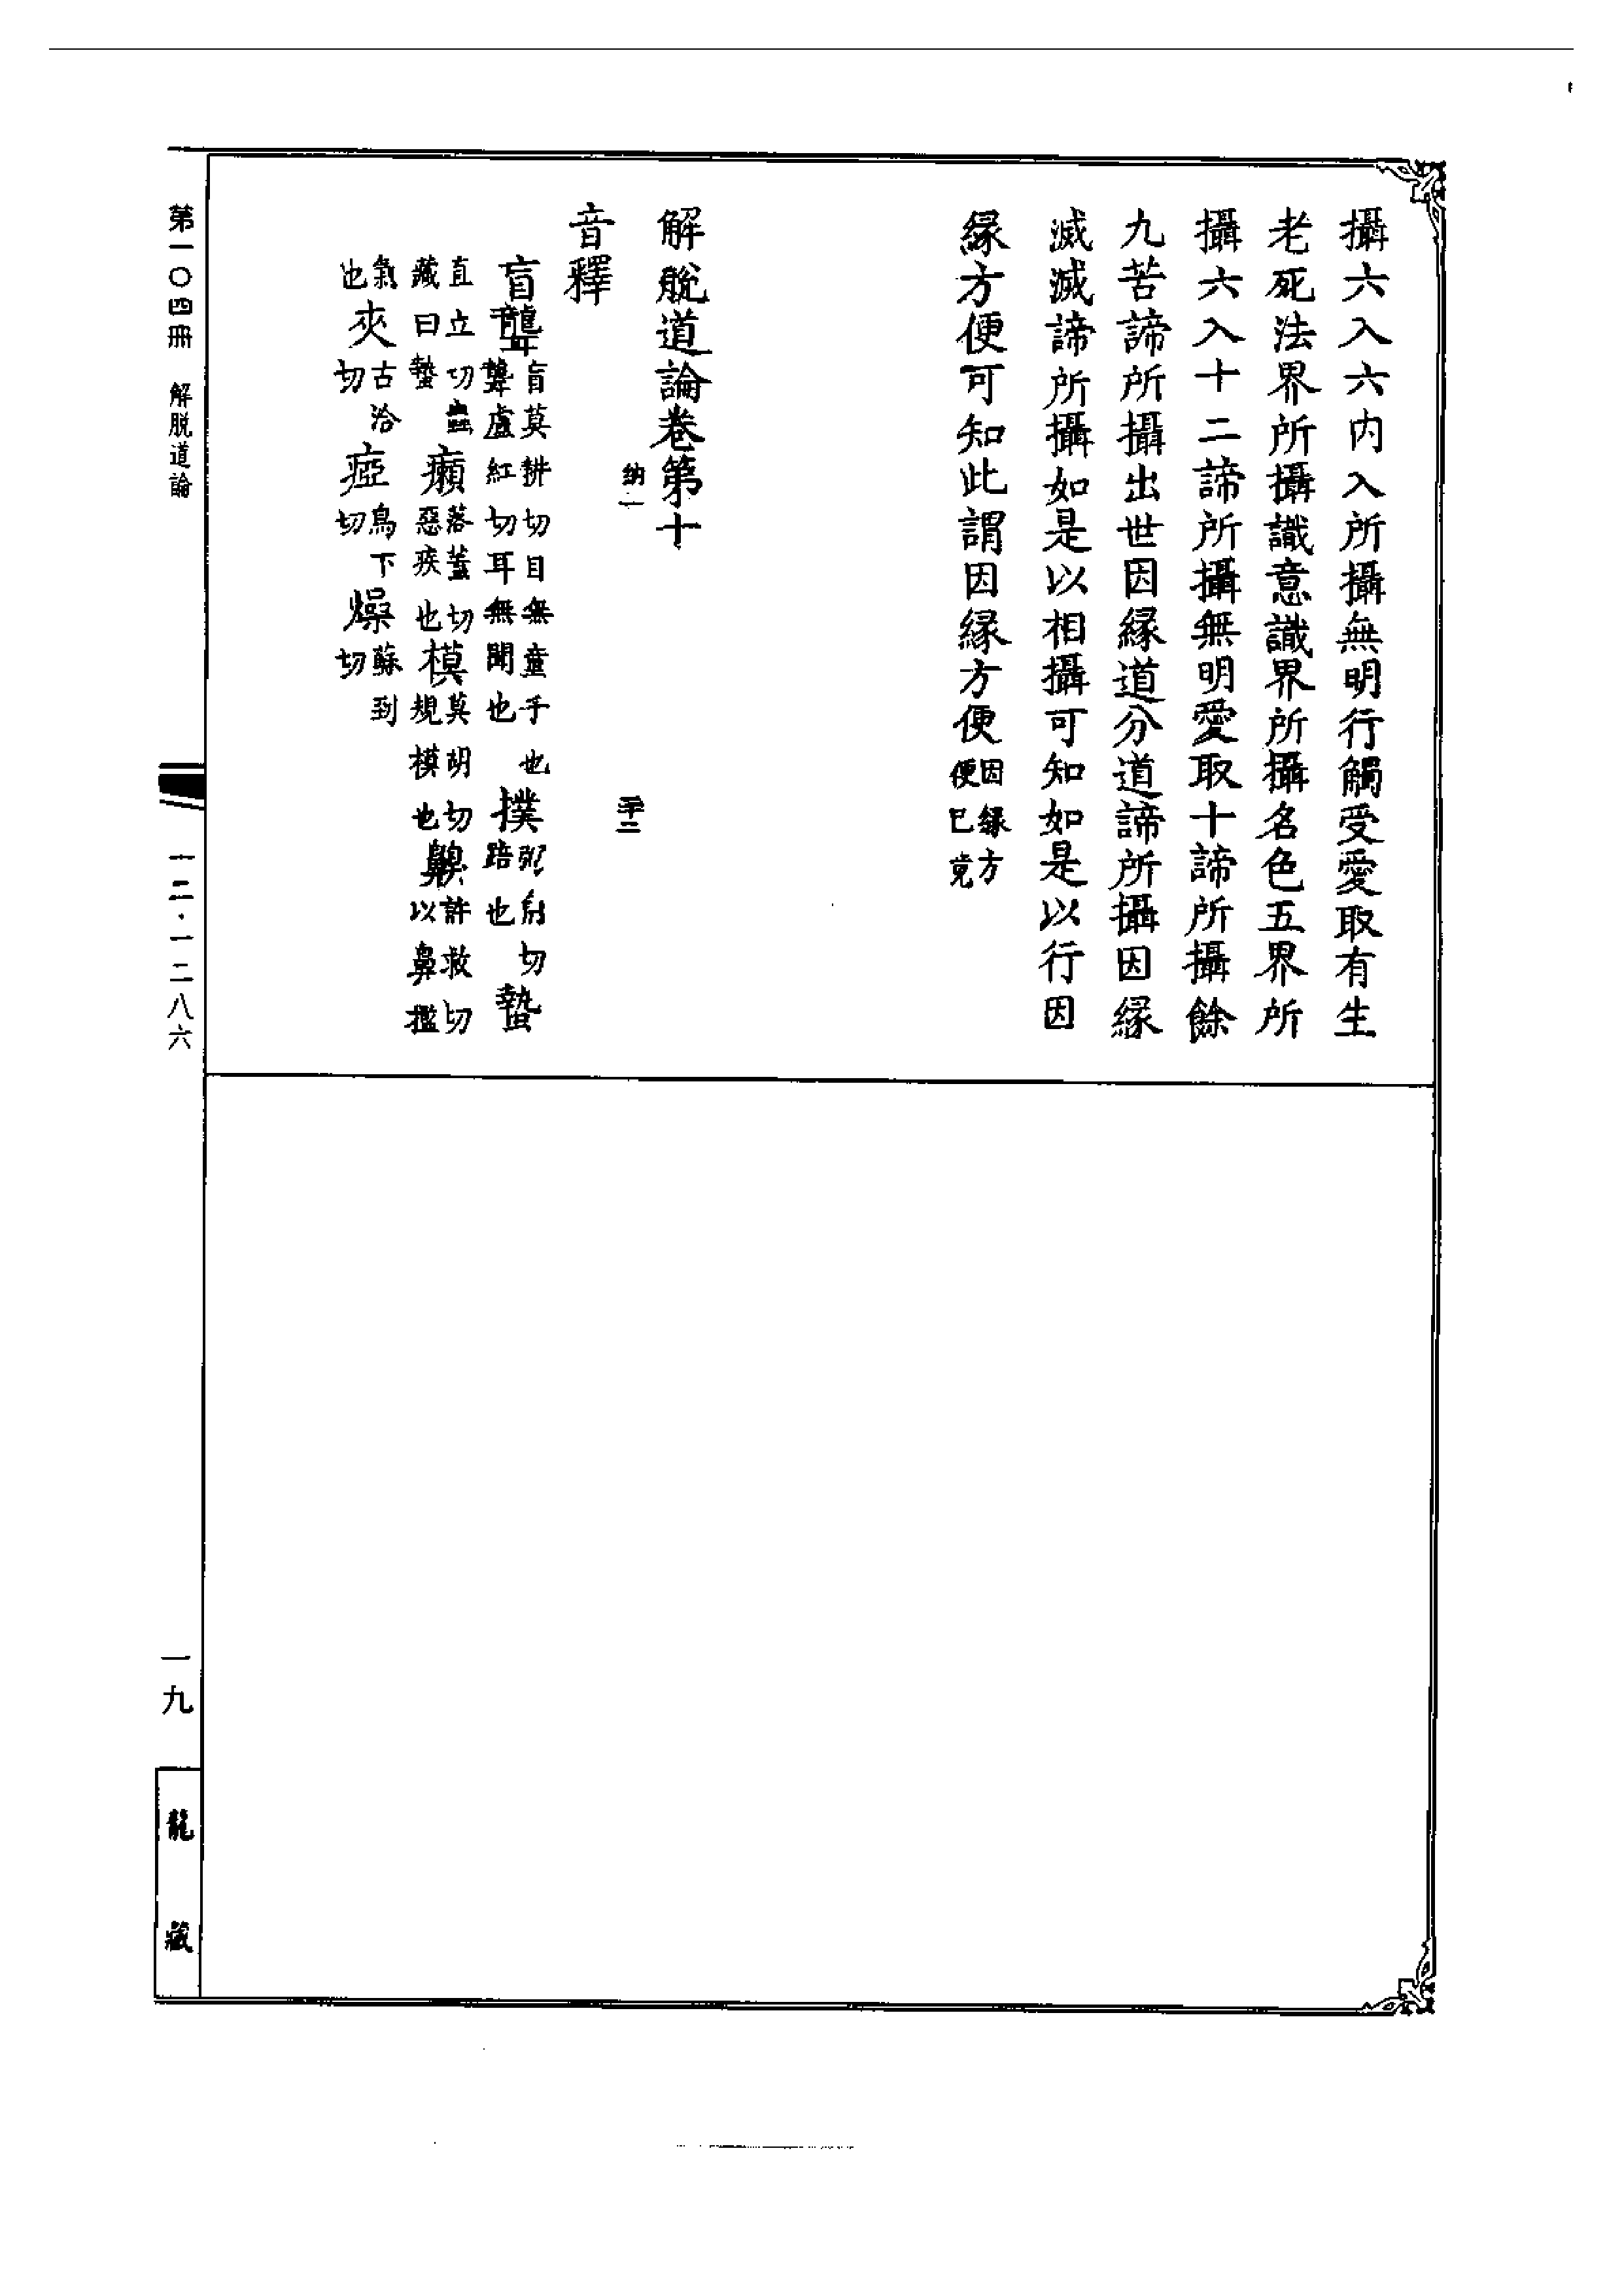 攝六入六内入所攝無明行觸受愛取有生
老死法界所攝識意識界所攝名色五界所
攝六入十二諦所攝無明愛取十諦所攝餘
九苦諦所攝出世因緣道分道諦所攝因緣
滅滅諦所攝如是以相攝可知如是以行因
緣方便可知此謂因緣方便因緣方便已竟
解脫道論卷第十
納一
音釋
盲聾盲莫耕切目無童子也聾盧紅切耳無聞也撲切踣也蟄
直立切蟲藏曰蟄癩落蓋切惡疾也模莫胡切規模也齅許救切以鼻攬
氣也夾古洽切瘂烏下切燥蘇到切
第一〇四冊 解脱道論
一二·一二八六
一九
龍藏